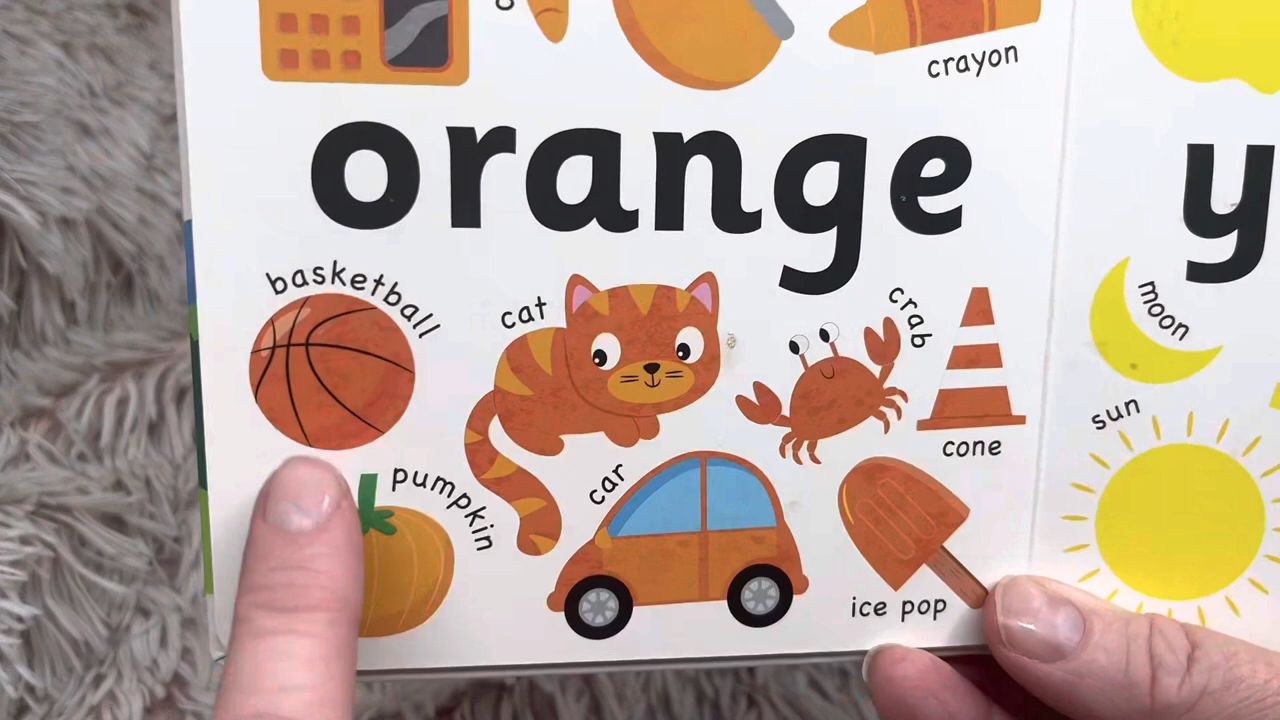 crayon
orange
y
basketball
cat
crab
moon
cone
sun
pumpkin
car
ice pop